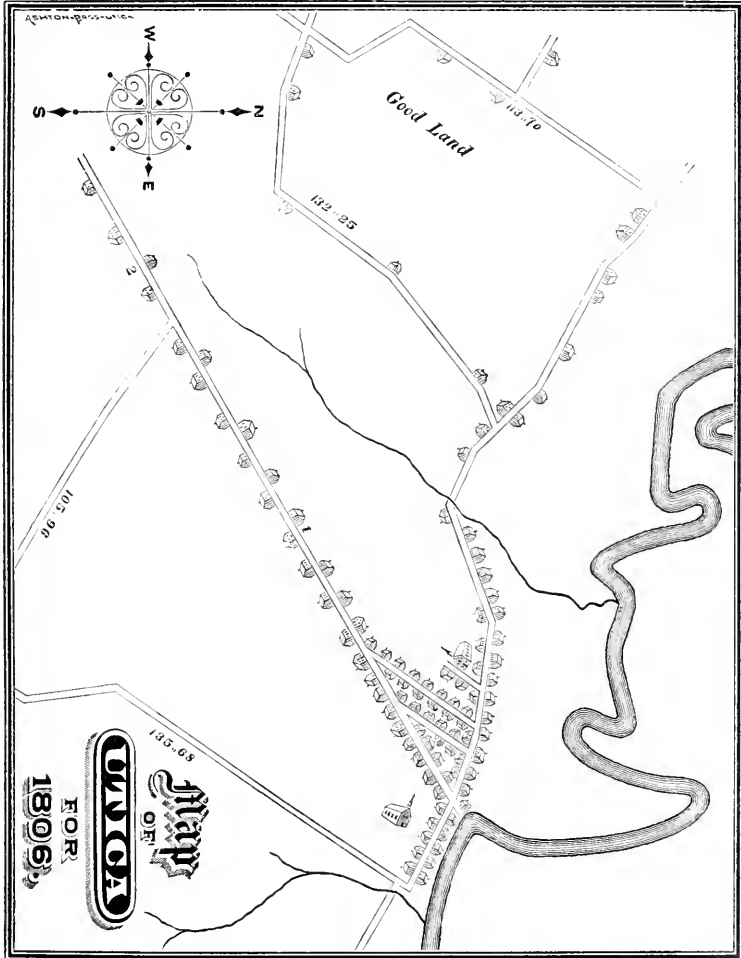 ASHTON-DOSS-UTICA
W
S
N
E
Good Land
113..70
132..25
2
1
105.96
135..68
Map
OF
UTICA
FOR
1806.